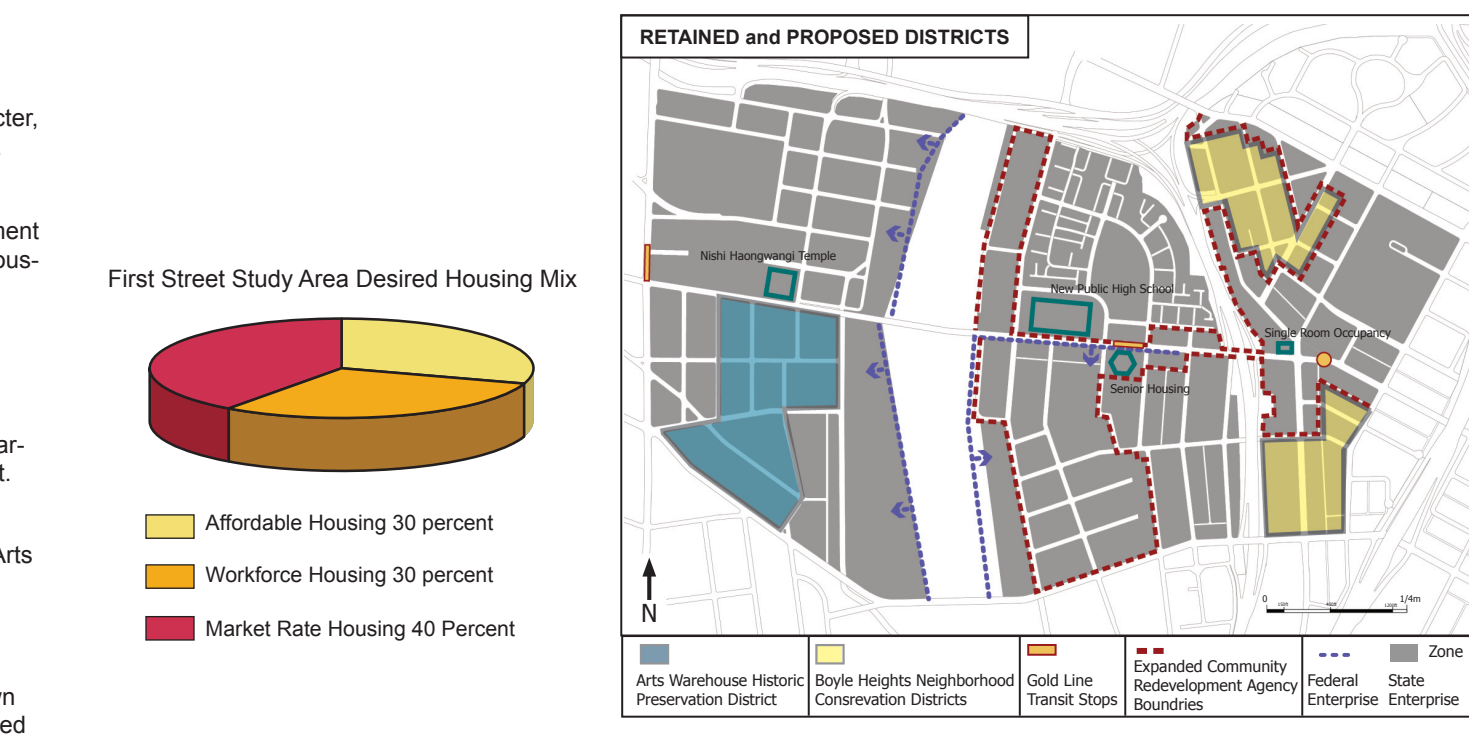 cter,
ment
ous-
ar-
t.
Arts
wn
ed
First Street Study Area Desired Housing Mix
Affordable Housing 30 percent
Workforce Housing 30 percent
Market Rate Housing 40 Percent
RETAINED and PROPOSED DISTRICTS
Nishi Haongwangi Temple
New Public High School
Single Room Occupancy
Senior Housing
N
0
1/4m
Arts Warehouse Historic
Preservation District
Boyle Heights Neighborhood
Consrevation Districts
Gold Line
Transit Stops
Expanded Community
Redevelopment Agency
Boundries
Federal
Enterprise
Zone
State
Enterprise